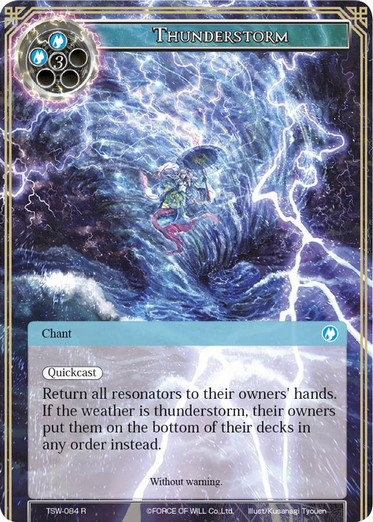 THUNDERSTORM
3
Chant
Quickcast
Return all resonators to their owners' hands.
If the weather is thunderstorm, their owners
put them on the bottom of their decks in
any order instead.
Without warning.
TSW-084 R ©FORCE OF WILL Co.,Ltd. Illust/Kusanagi Tyouen